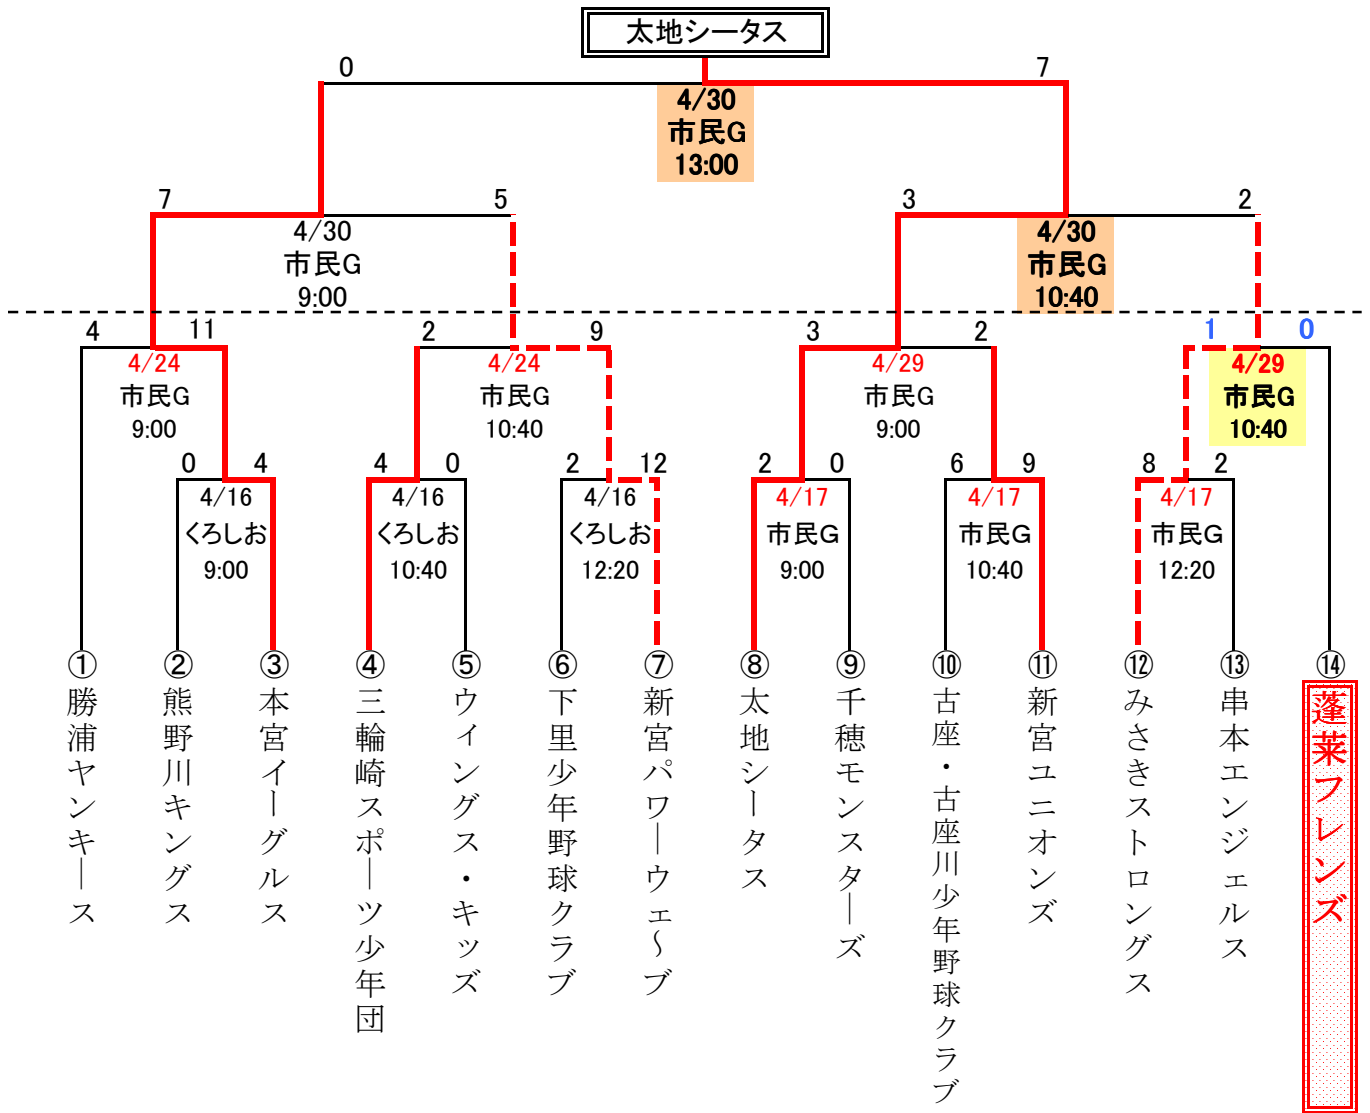 太地シータス
0 7
4/30
市民G
13:00
7 5 3 2
4/30
市民G
9:00
4/30
市民G
10:40
4 11 2 9 3 2 1 0
4/24
市民G
9:00
4/24
市民G
10:40
4/29
市民G
9:00
4/29
市民G
10:40
0 4 4 0 2 12 2 0 6 9 8 2
4/16
くろしお
9:00
4/16
くろしお
10:40
4/16
くろしお
12:20
4/17
市民G
9:00
4/17
市民G
10:40
4/17
市民G
12:20
①勝浦ヤンキース
②熊野川キングス
③本宮イーグルス
④三輪崎スポーツ少年団
⑤ウィングス・キッズ
⑥下里少年野球クラブ
⑦新宮パワーウェ〜ブ
⑧太地シータス
⑨千穂モンスターズ
⑩古座・古座川少年野球クラブ
⑪新宮ユニオンズ
⑫みさきストロングス
⑬串本エンジェルス
⑭蓬莱フレンズ